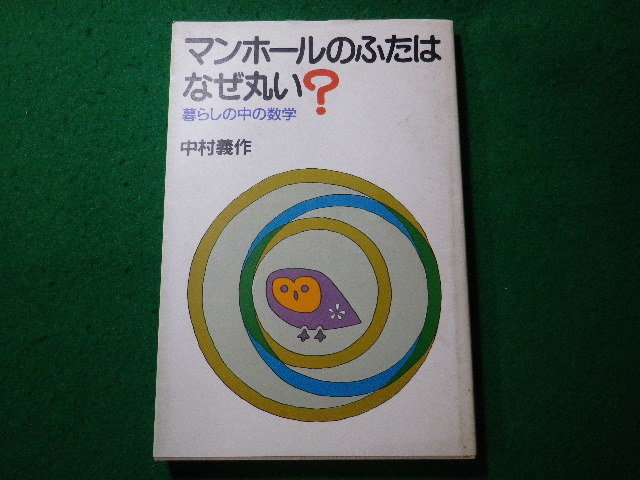 マンホールのふたは
なぜ丸い?
暮らしの中の数学
中村義作